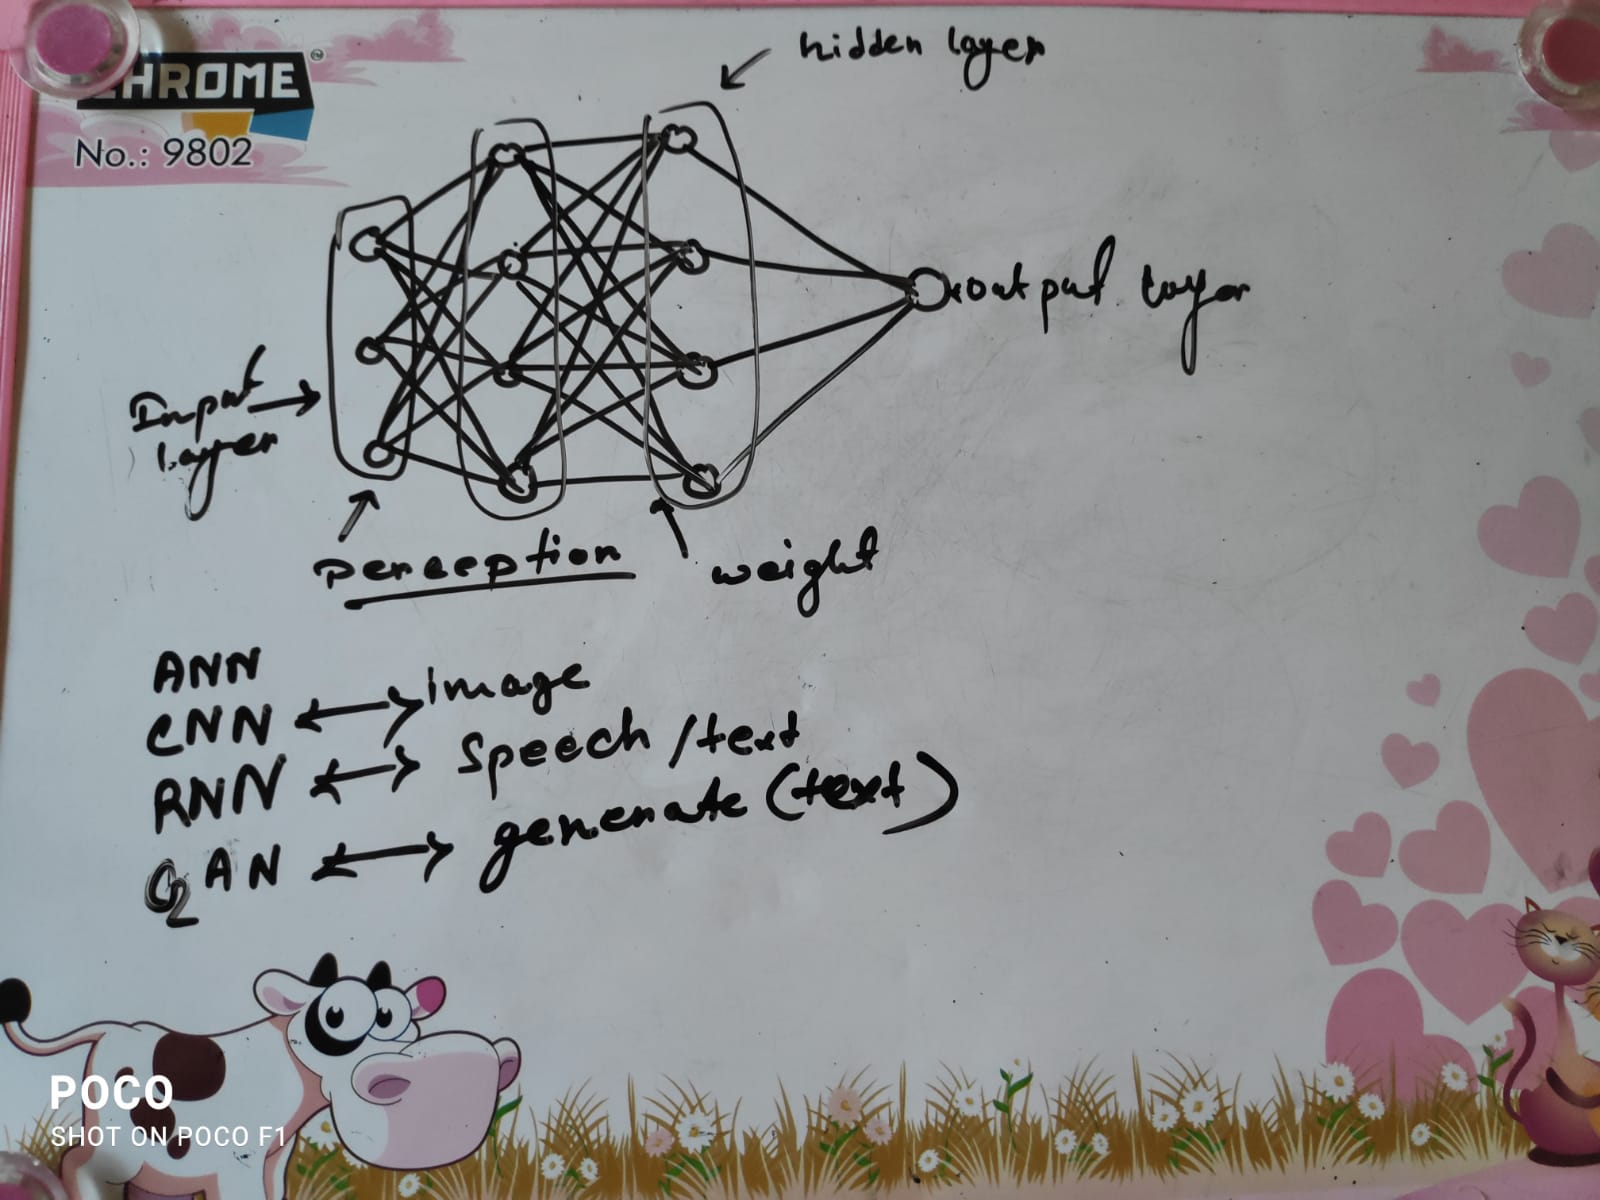 CHROME
TM
No.: 9802
hidden layer
output layer
Input
layer
perception
weight
ANN
CNN ↔ image
RNN ↔ speech/text
GAN ↔ generate (text)
POCO
SHOT ON POCO F1